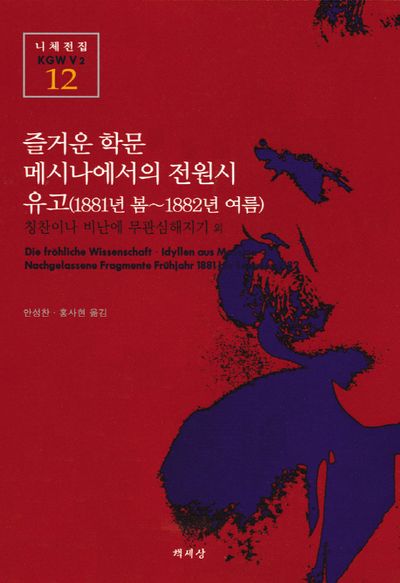 니체전집
KGW V 2
12
즐거운 학문
메시나에서의 전원시
유고(1881년 봄~1882년 여름)
칭찬이나 비난에 무관심해지기 외
Die fröhliche Wissenschaft · Idyllen aus
Nachgelassene Fragmente Frühjahr 1881
안성찬 · 홍사현 옮김
책세상